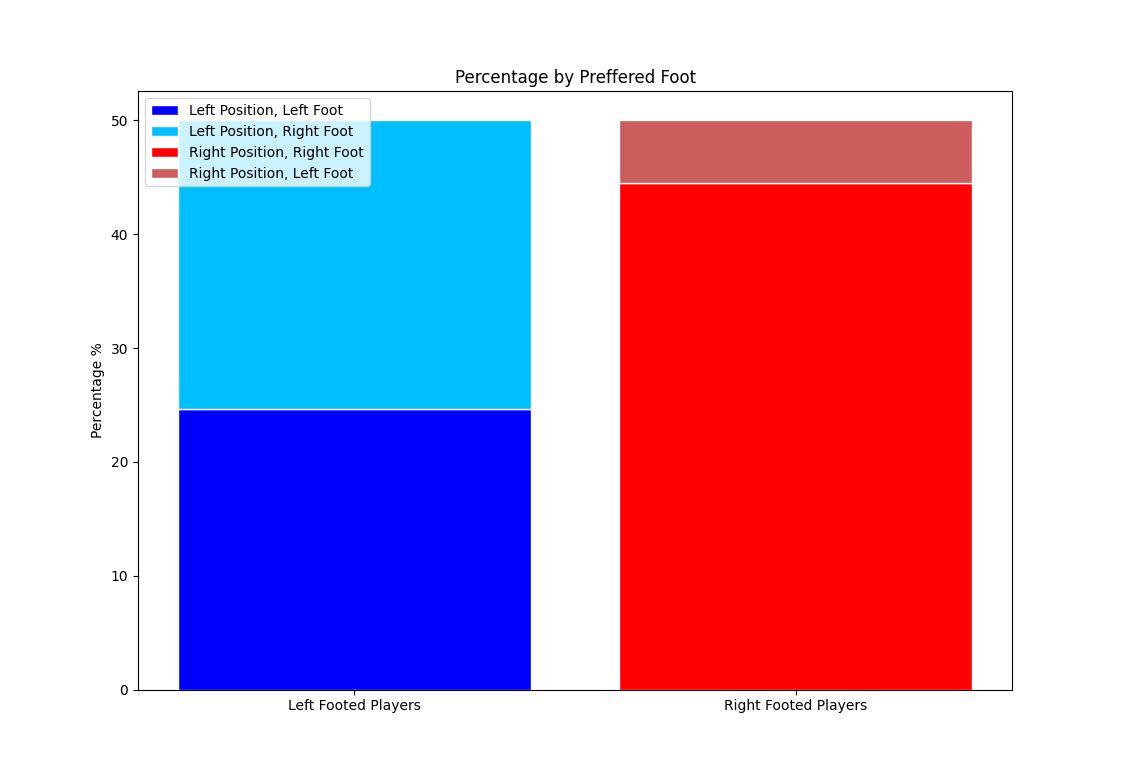 Percentage by Preffered Foot
Left Position, Left Foot
Left Position, Right Foot
Right Position, Right Foot
Right Position, Left Foot
Percentage %
50
40
30
20
10
0
Left Footed Players
Right Footed Players